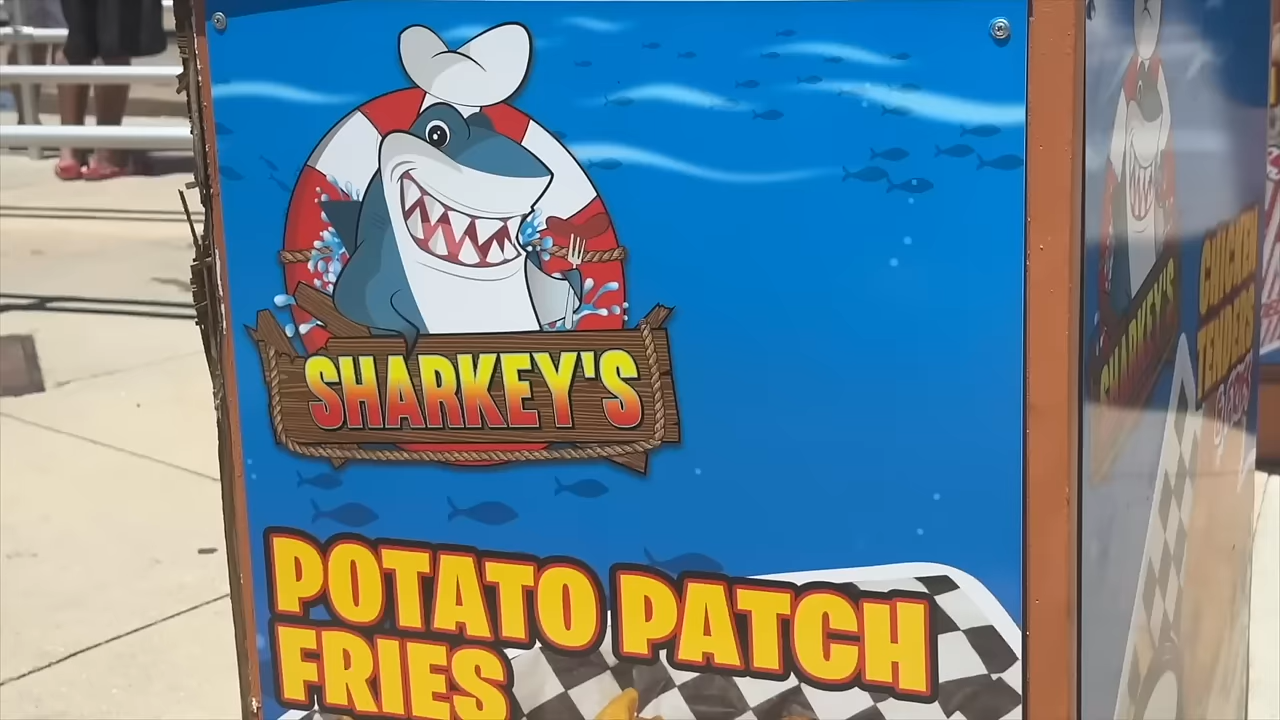 SHARKEY'S
POTATO PATCH
FRIES
SHARKEY'S
CHICKEN
TENDERS